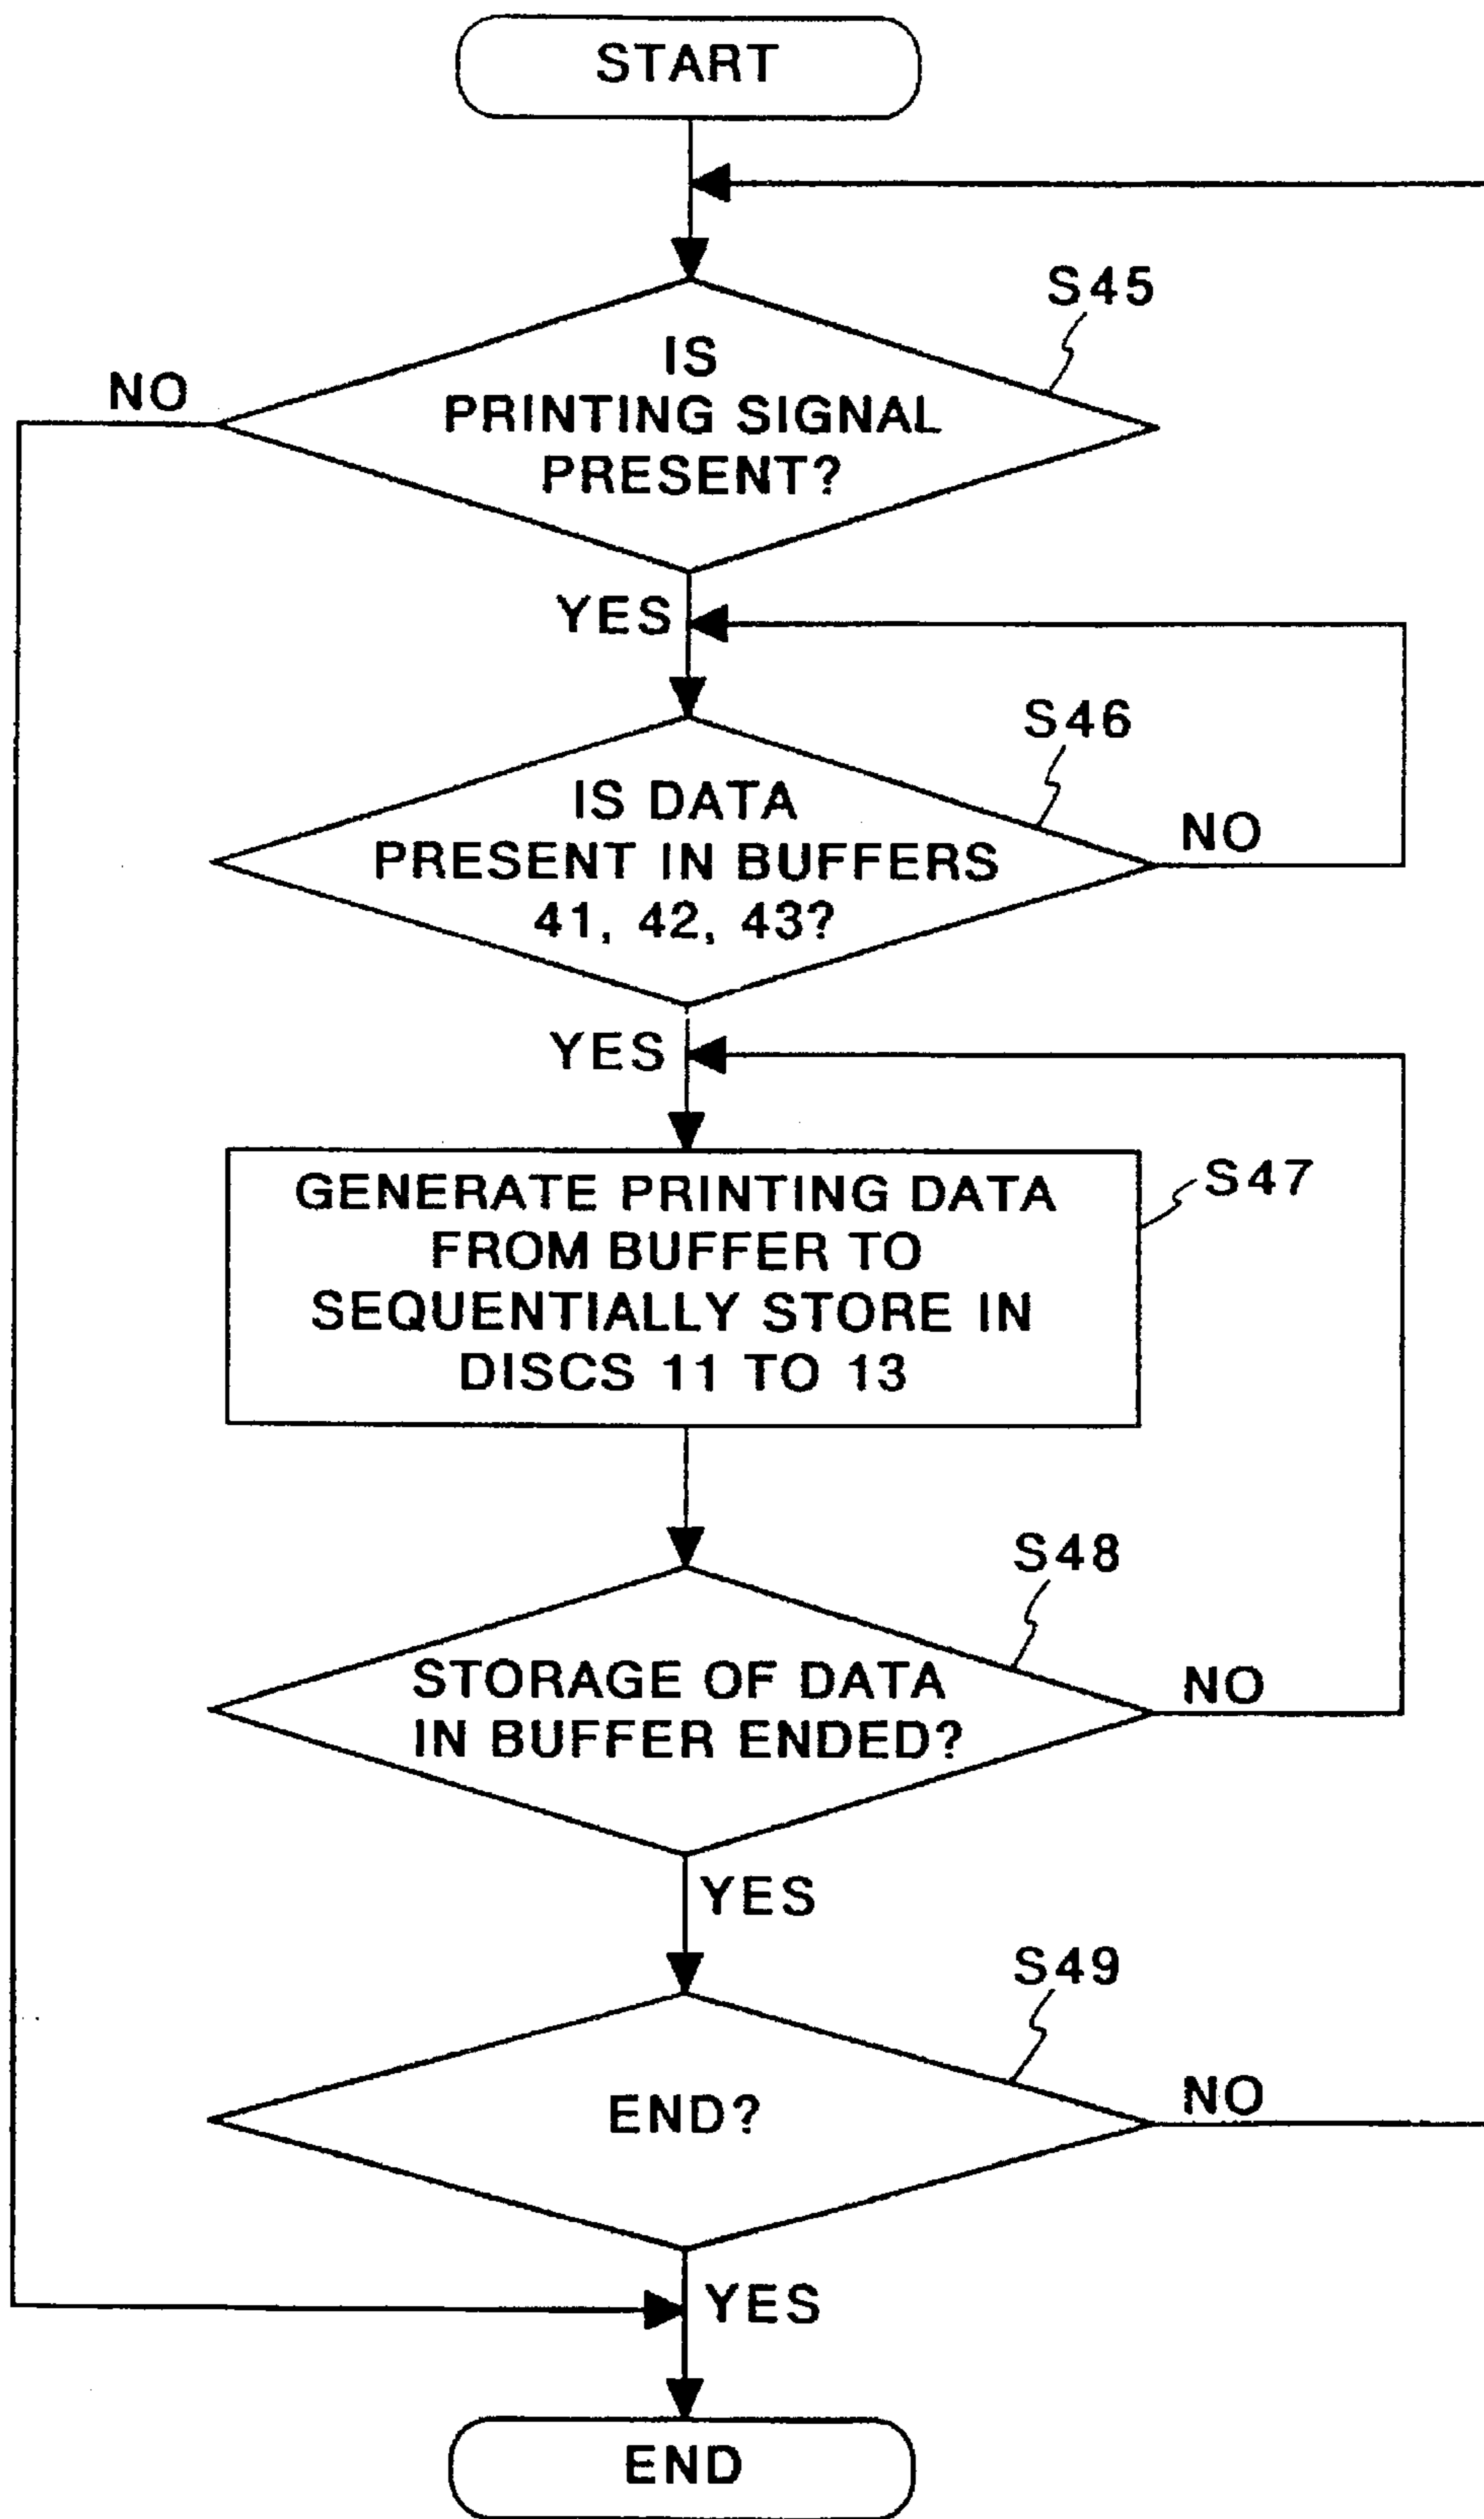 START
S45
IS
PRINTING SIGNAL
PRESENT?
NO
YES
S46
IS DATA
PRESENT IN BUFFERS
41, 42, 43?
NO
YES
GENERATE PRINTING DATA
FROM BUFFER TO
SEQUENTIALLY STORE IN
DISCS 11 TO 13
S47
S48
STORAGE OF DATA
IN BUFFER ENDED?
NO
YES
S49
END?
NO
YES
END